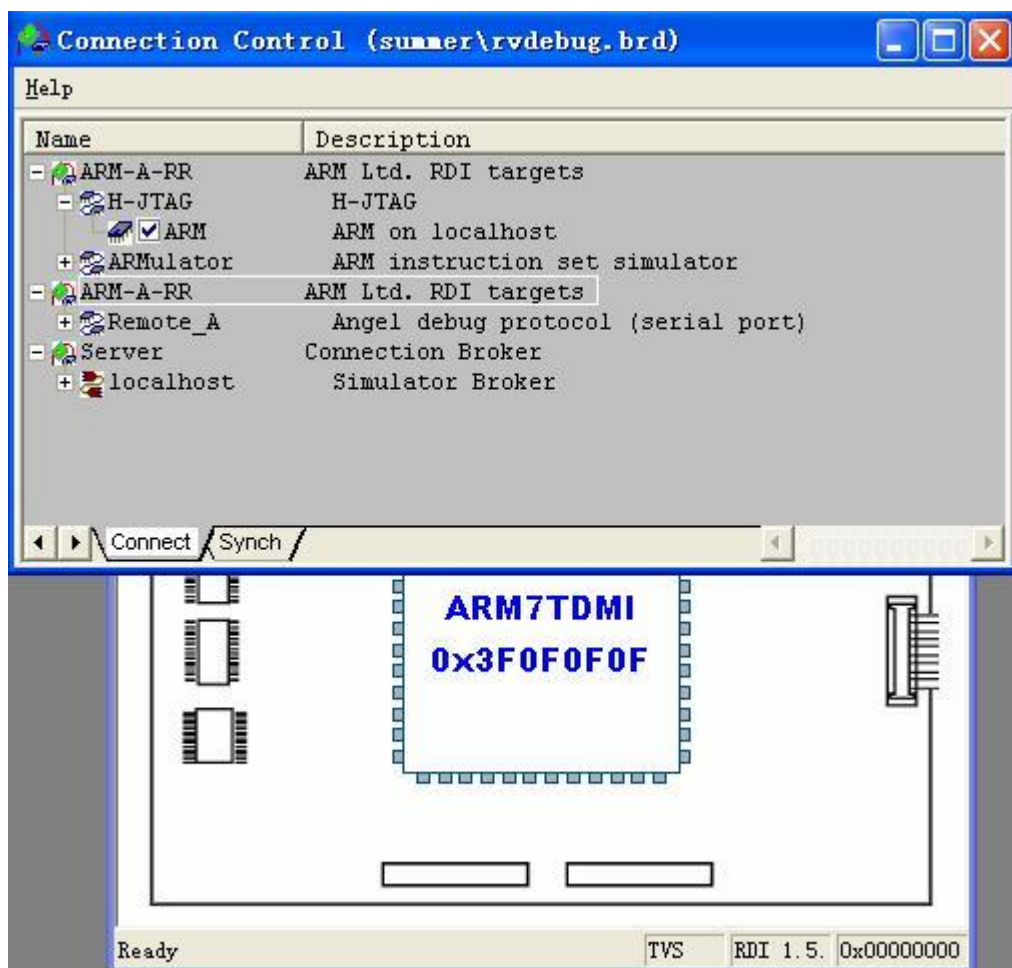 Connection Control (summer\rvdebug.brd)
Help
Name Description
ARM-A-RR ARM Ltd. RDI targets
H-JTAG H-JTAG
ARM ARM on localhost
ARMulator ARM instruction set simulator
ARM-A-RR ARM Ltd. RDI targets
Remote_A Angel debug protocol (serial port)
Server Connection Broker
localhost Simulator Broker
Connect Synch
ARM7TDMI
0x3F0F0F0F
Ready TVS RDI 1.5. 0x00000000